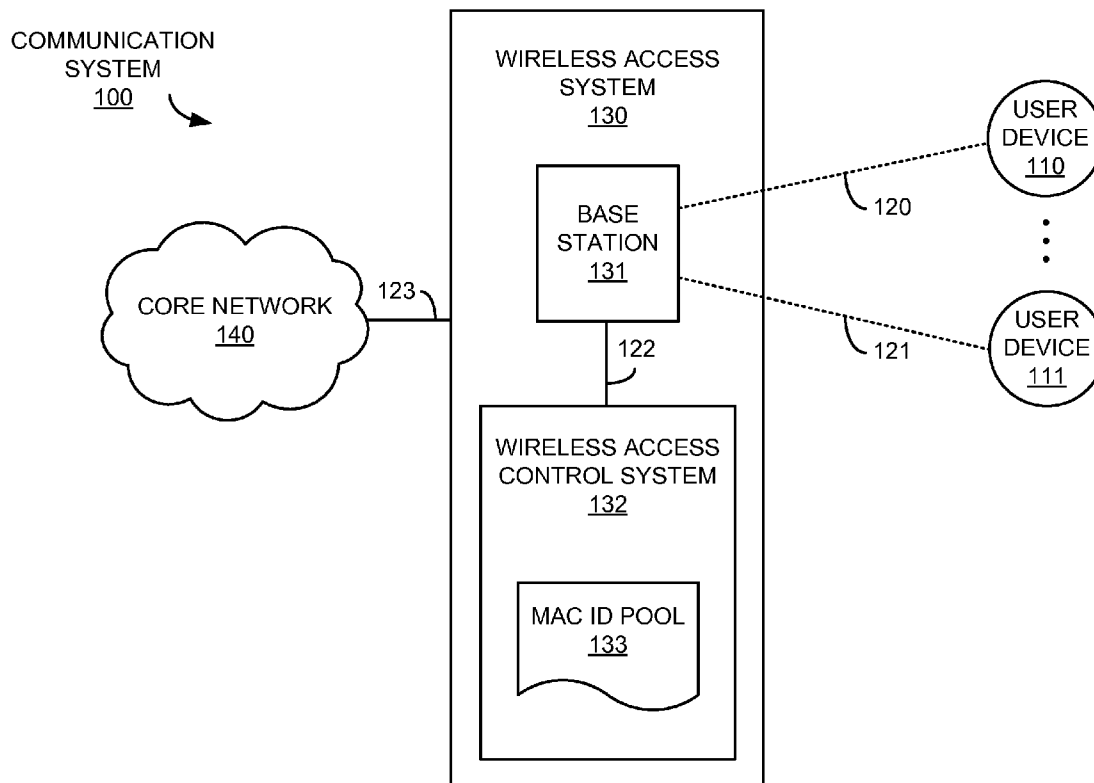 COMMUNICATION
SYSTEM
100
WIRELESS ACCESS
SYSTEM
130
USER
DEVICE
110
120
BASE
STATION
131
CORE NETWORK
140
123
122
121
USER
DEVICE
111
WIRELESS ACCESS
CONTROL SYSTEM
132
MAC ID POOL
133